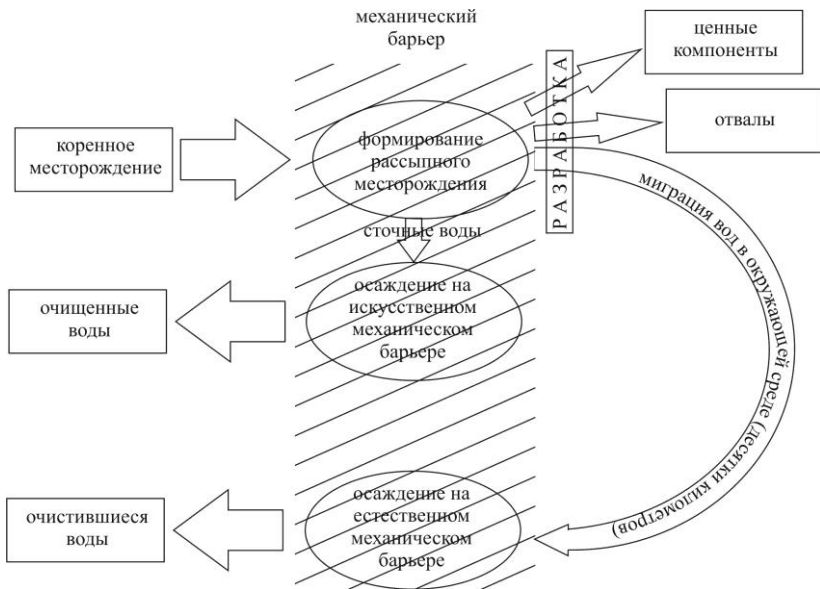 механический
барьер
ценные
компоненты
отвалы
РАЗРАБОТКА
коренное
месторождение
формирование
рассыпного
месторождения
сточные воды
миграция вод в окружающей среде (десятки километров)
очищенные
воды
осаждение на
искусственном
механическом
барьере
очистившиеся
воды
осаждение на
естественном
механическом
барьере